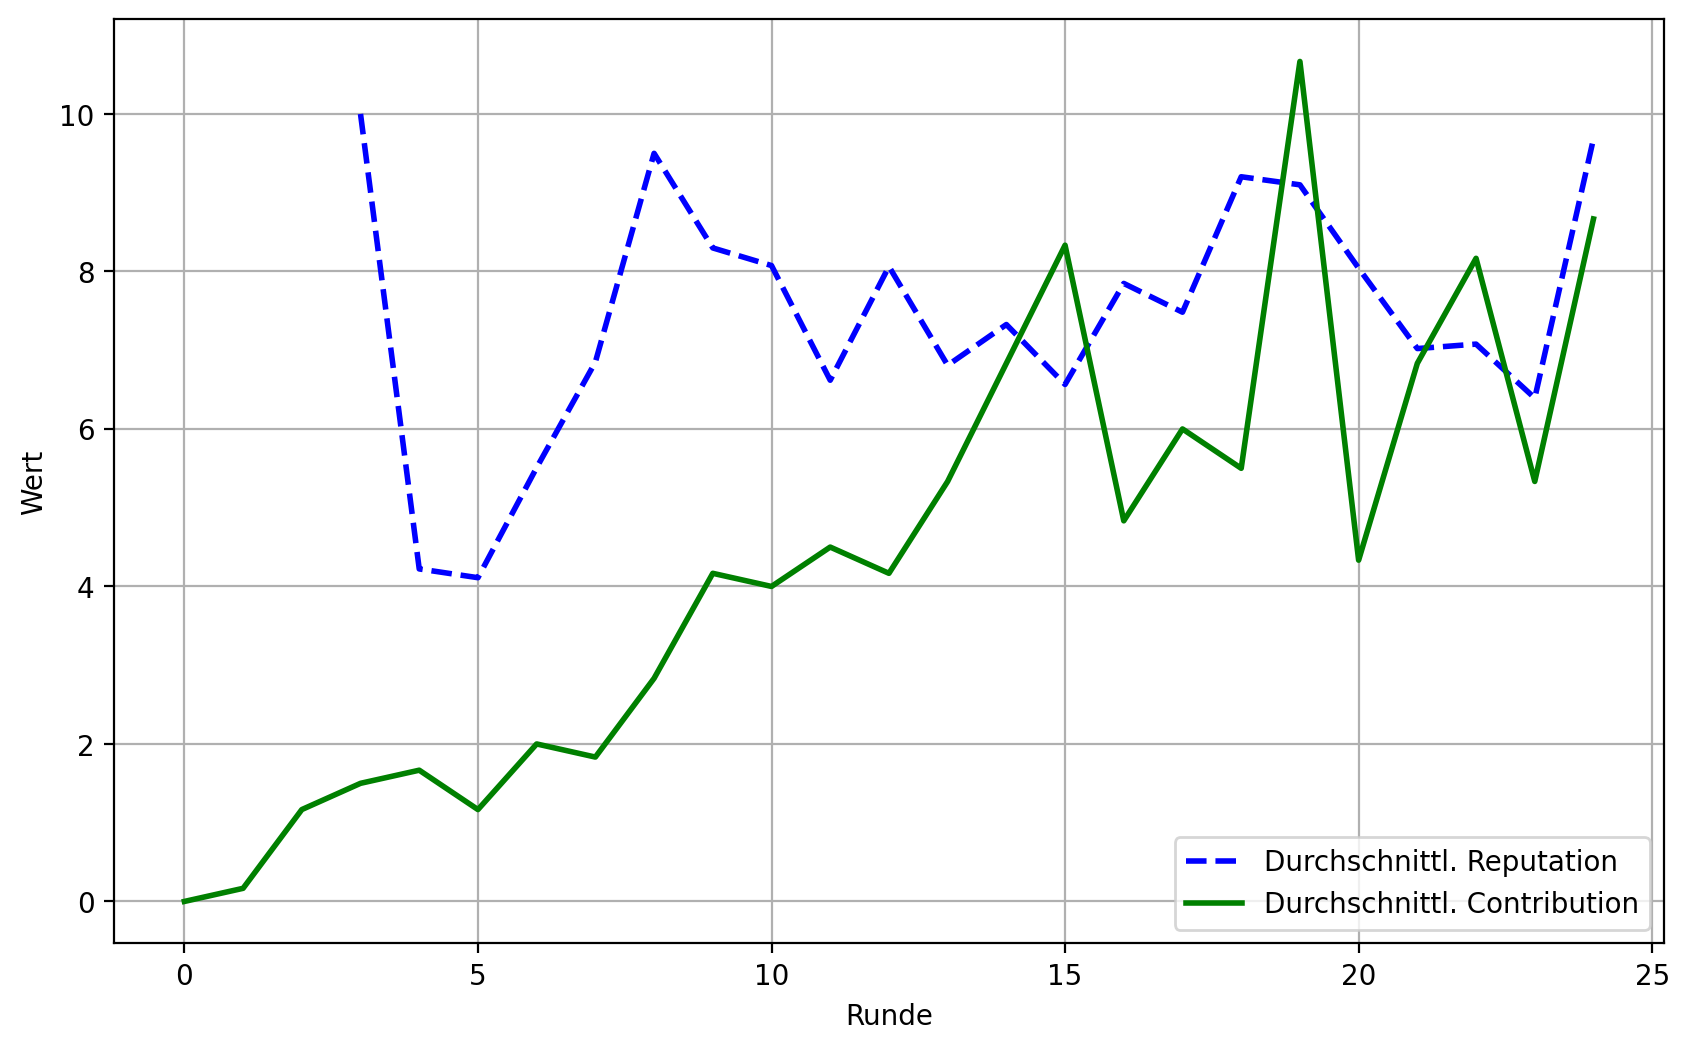 10
8
6
4
2
0
Wert
0 5 10 15 20 25
Runde
Durchschnittl. Reputation
Durchschnittl. Contribution